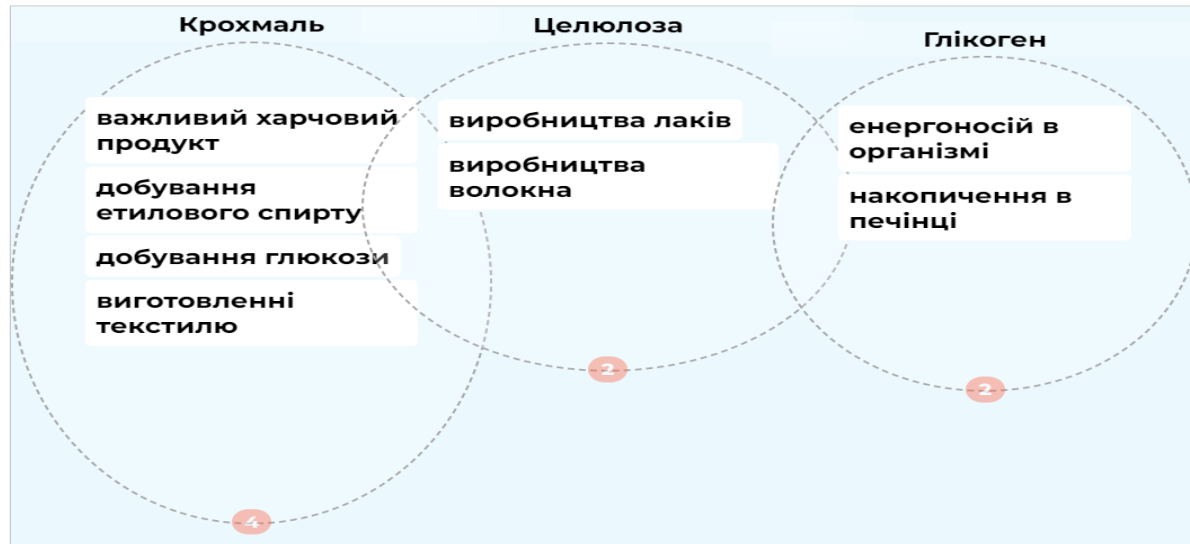 Крохмаль
важливий харчовий
продукт
добування
етилового спирту
добування глюкози
виготовленні
текстилю
4
Целюлоза
виробництва лаків
виробництва
волокна
2
Глікоген
енергоносій в
організмі
накопичення в
печінці
2